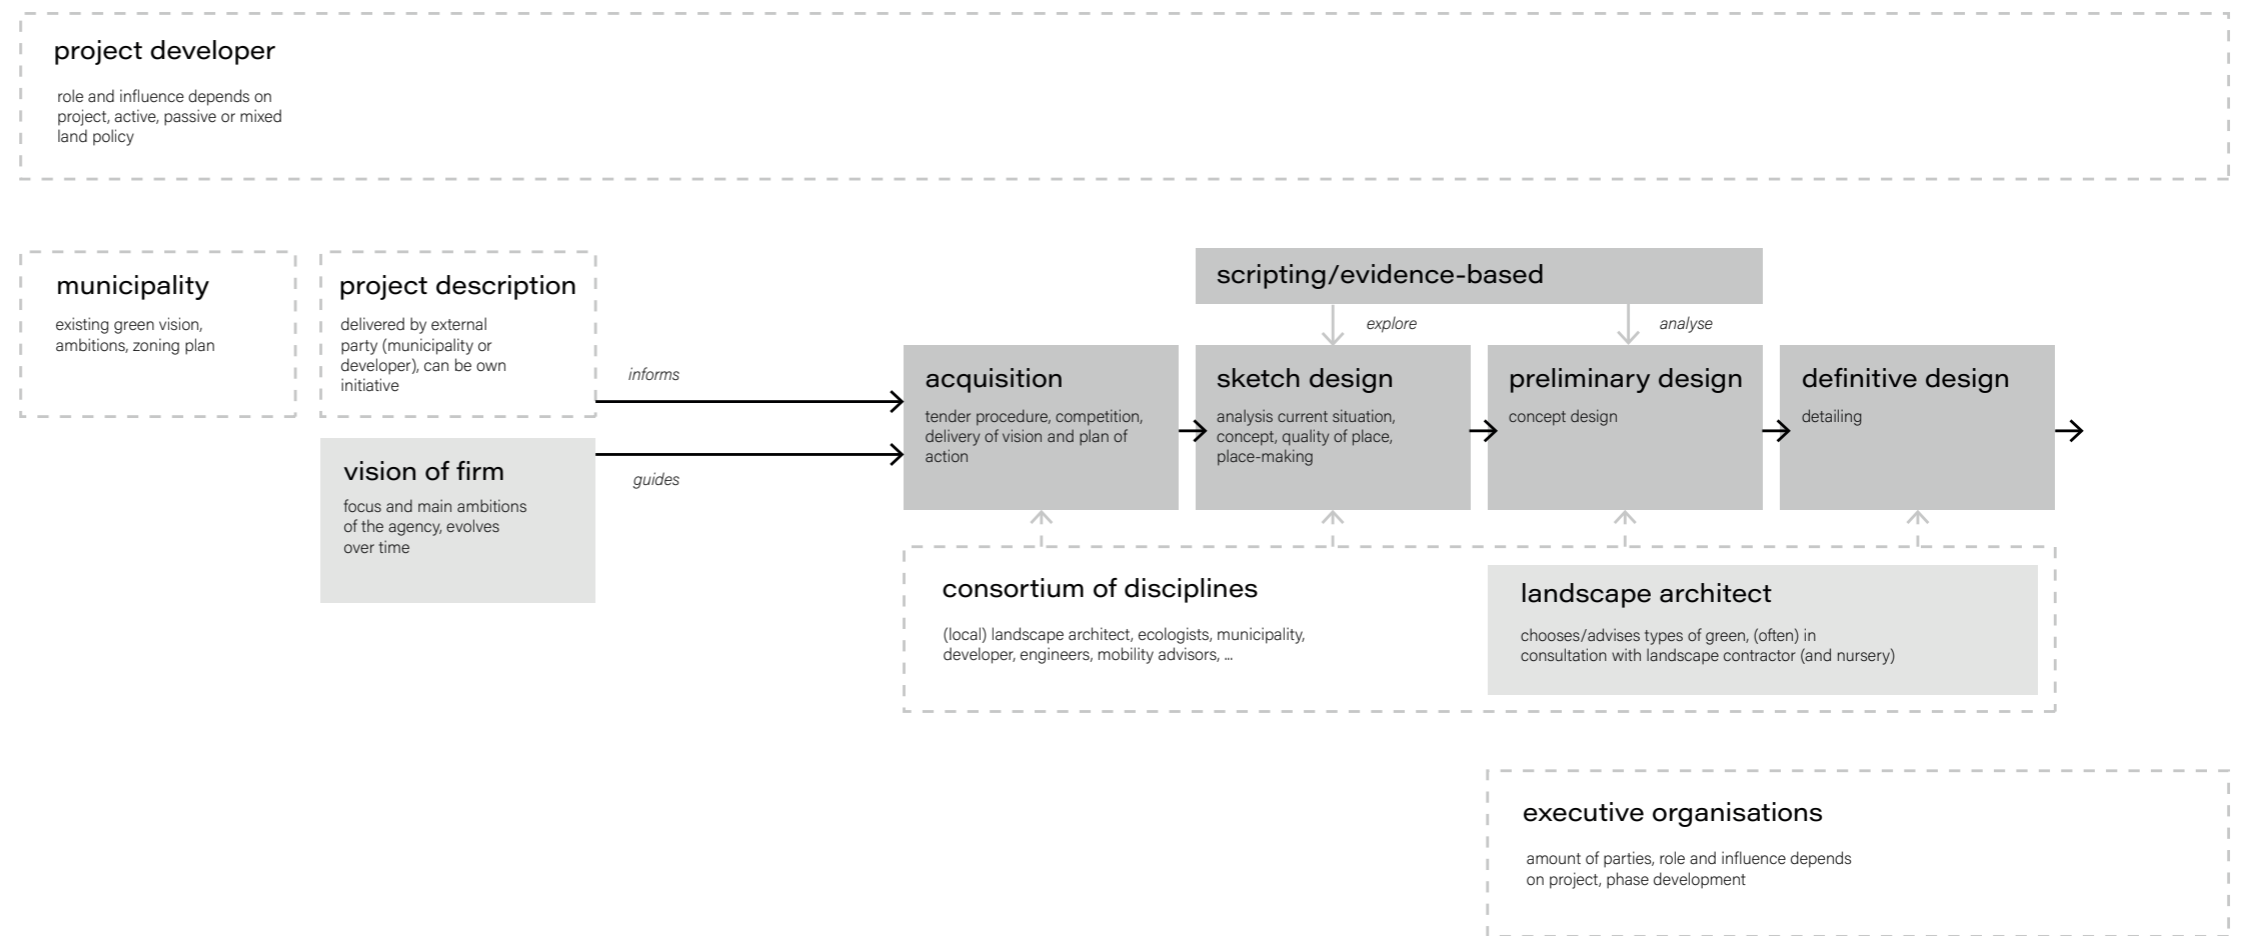 project developer
role and influence depends on
project, active, passive or mixed
land policy
municipality
existing green vision,
ambitions, zoning plan
project description
delivered by external
party (municipality or
developer), can be own
initiative
informs
vision of firm
focus and main ambitions
of the agency, evolves
over time
guides
scripting/evidence-based
explore
analyse
acquisition
tender procedure, competition,
delivery of vision and plan of
action
sketch design
analysis current situation,
concept, quality of place,
place-making
preliminary design
concept design
definitive design
detailing
consortium of disciplines
(local) landscape architect, ecologists, municipality,
developer, engineers, mobility advisors, ...
landscape architect
chooses/advises types of green, (often) in
consultation with landscape contractor (and nursery)
executive organisations
amount of parties, role and influence depends
on project, phase development